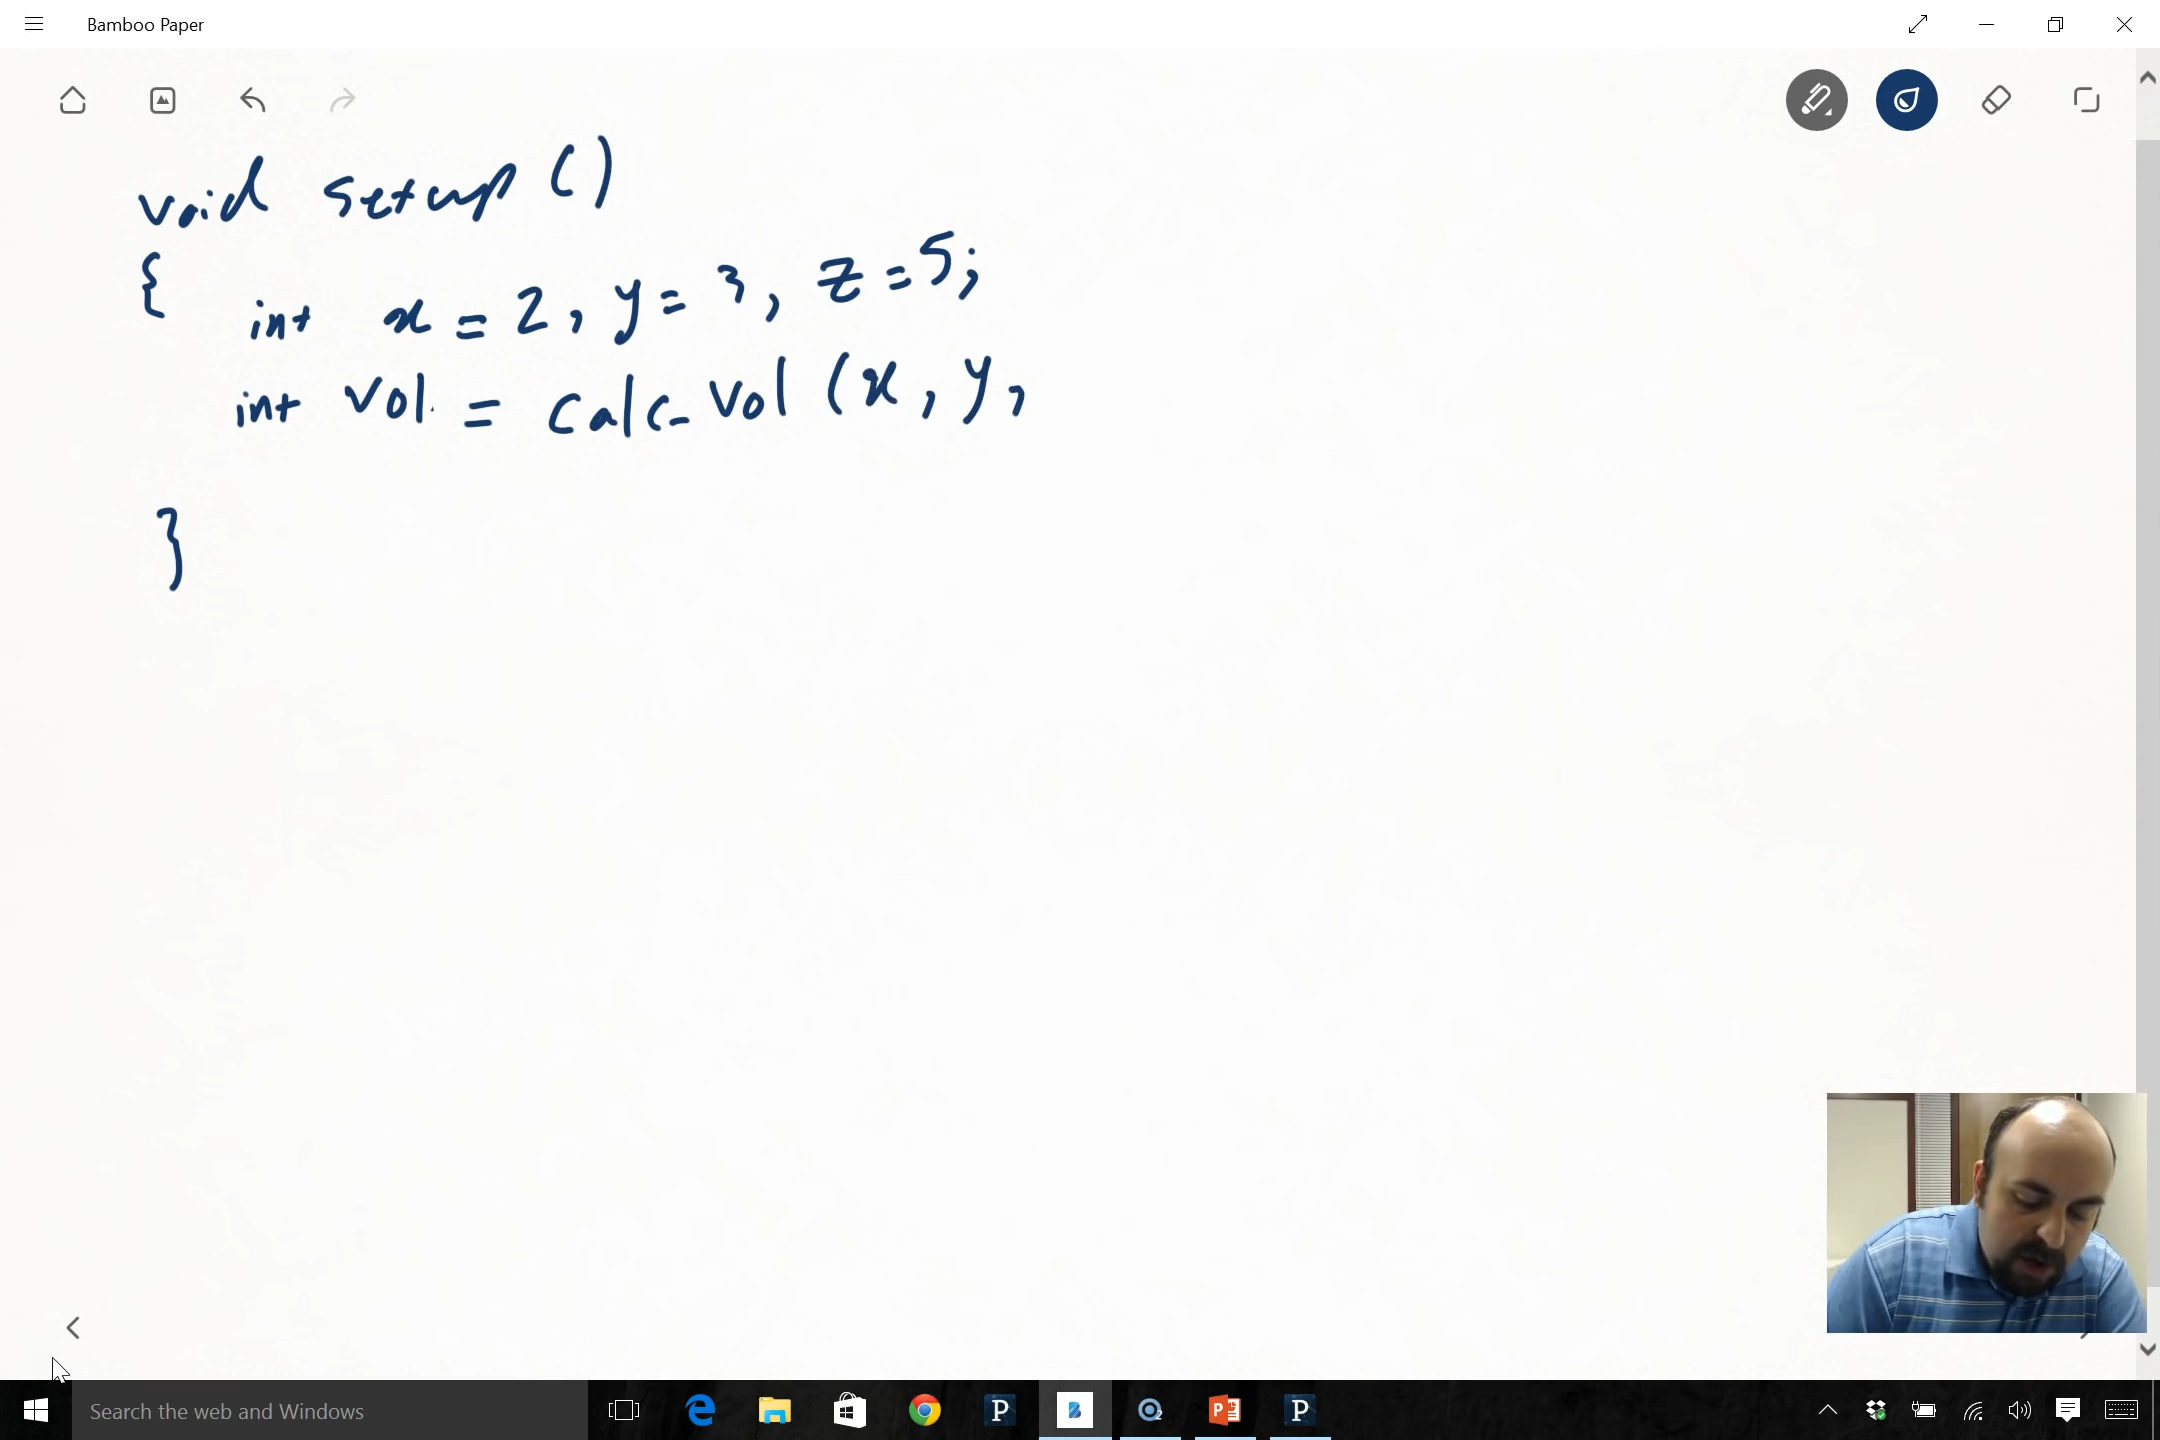 Bamboo Paper
void setup ()
{
int x = 2, y = 3, z = 5;
int vol = calc_vol (x, y,
}
Search the web and Windows